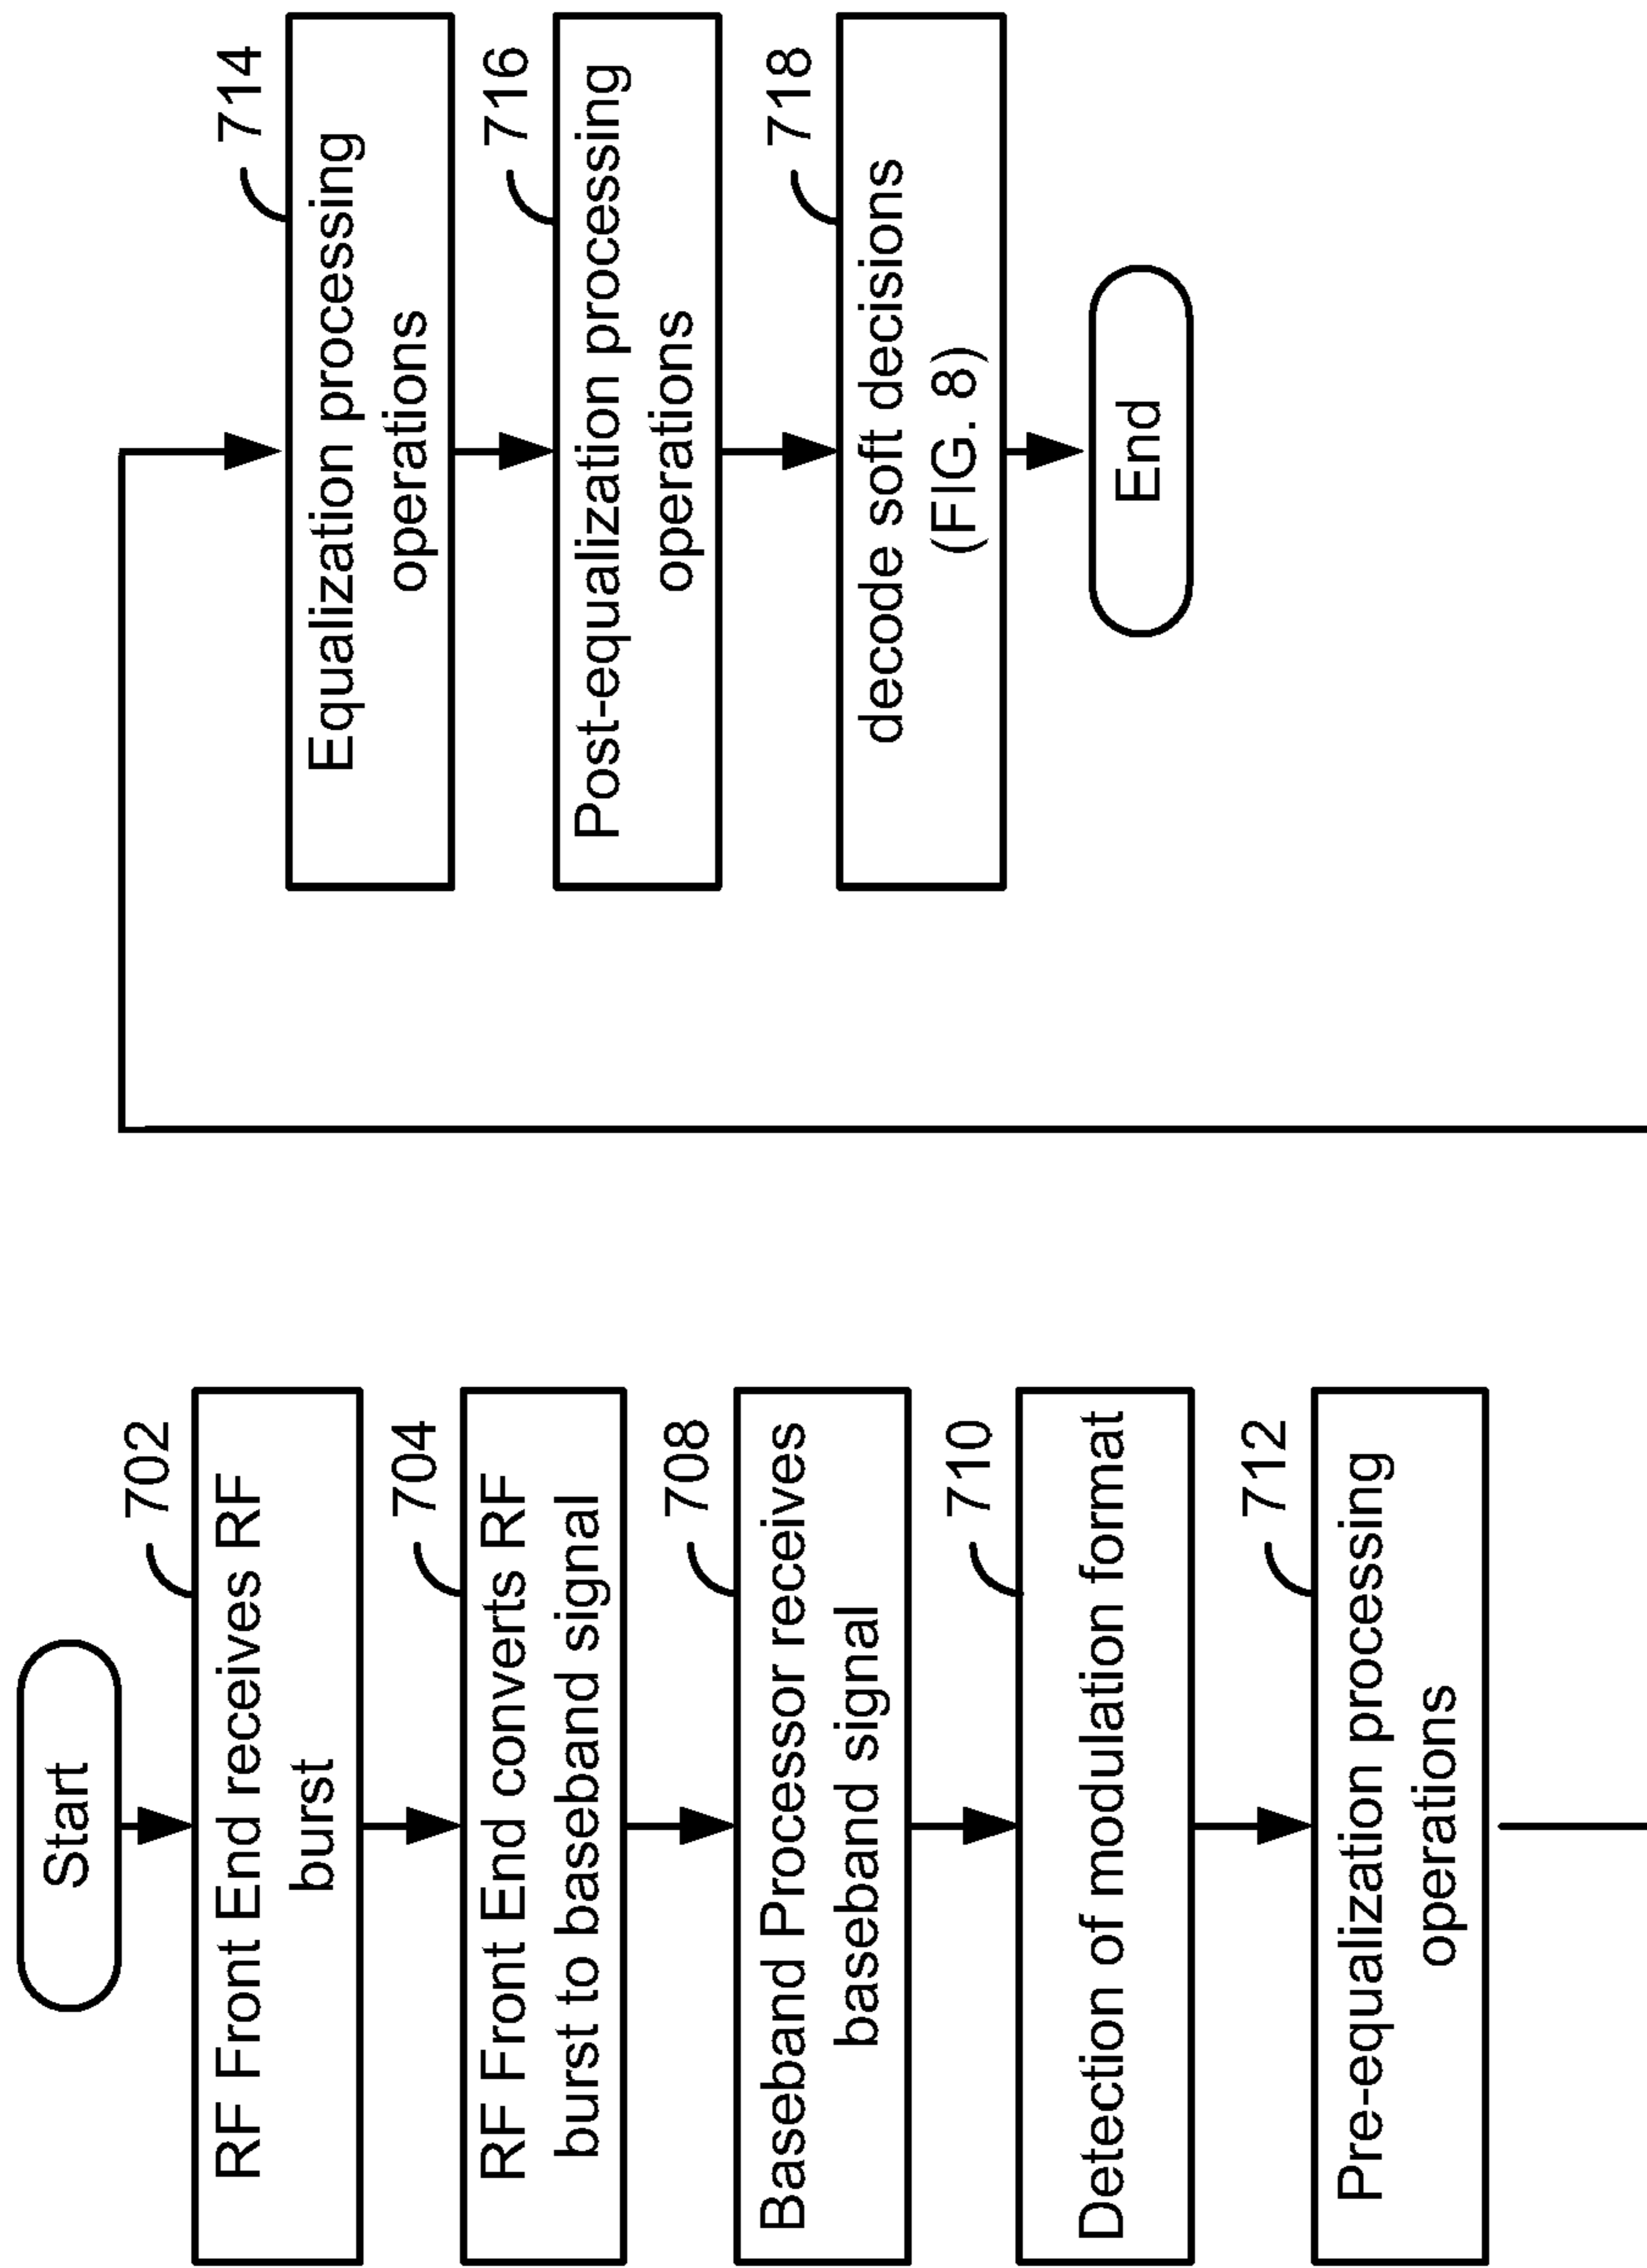 Start
702
RF Front End receives RF
burst
704
RF Front End converts RF
burst to baseband signal
708
Baseband Processor receives
baseband signal
710
Detection of modulation format
712
Pre-equalization processing
operations
714
Equalization processing
operations
716
Post-equalization processing
operations
718
decode soft decisions
(FIG. 8)
End